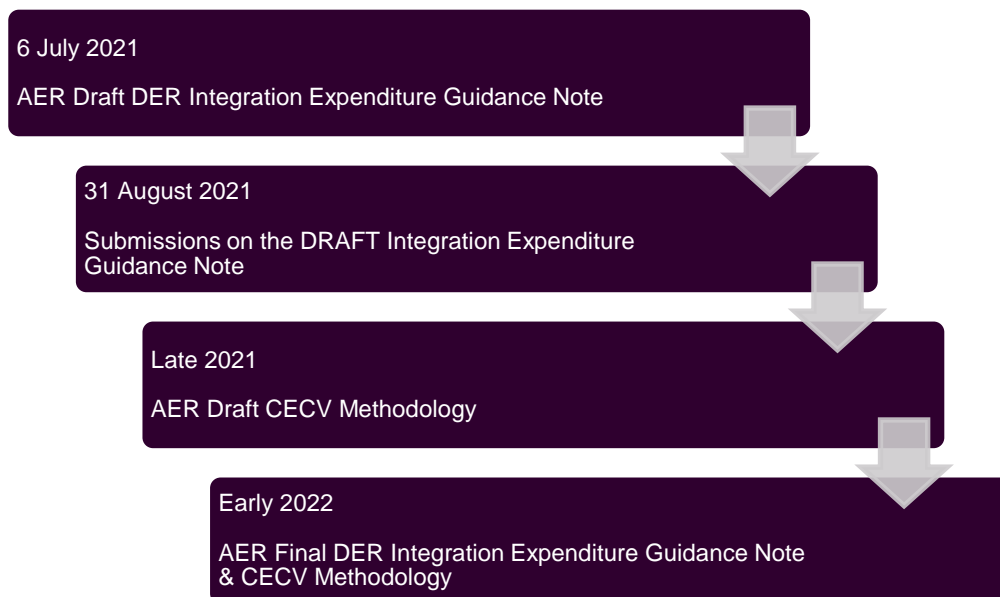 6 July 2021
AER Draft DER Integration Expenditure Guidance Note
31 August 2021
Submissions on the DRAFT Integration Expenditure
Guidance Note
Late 2021
AER Draft CECV Methodology
Early 2022
AER Final DER Integration Expenditure Guidance Note
& CECV Methodology